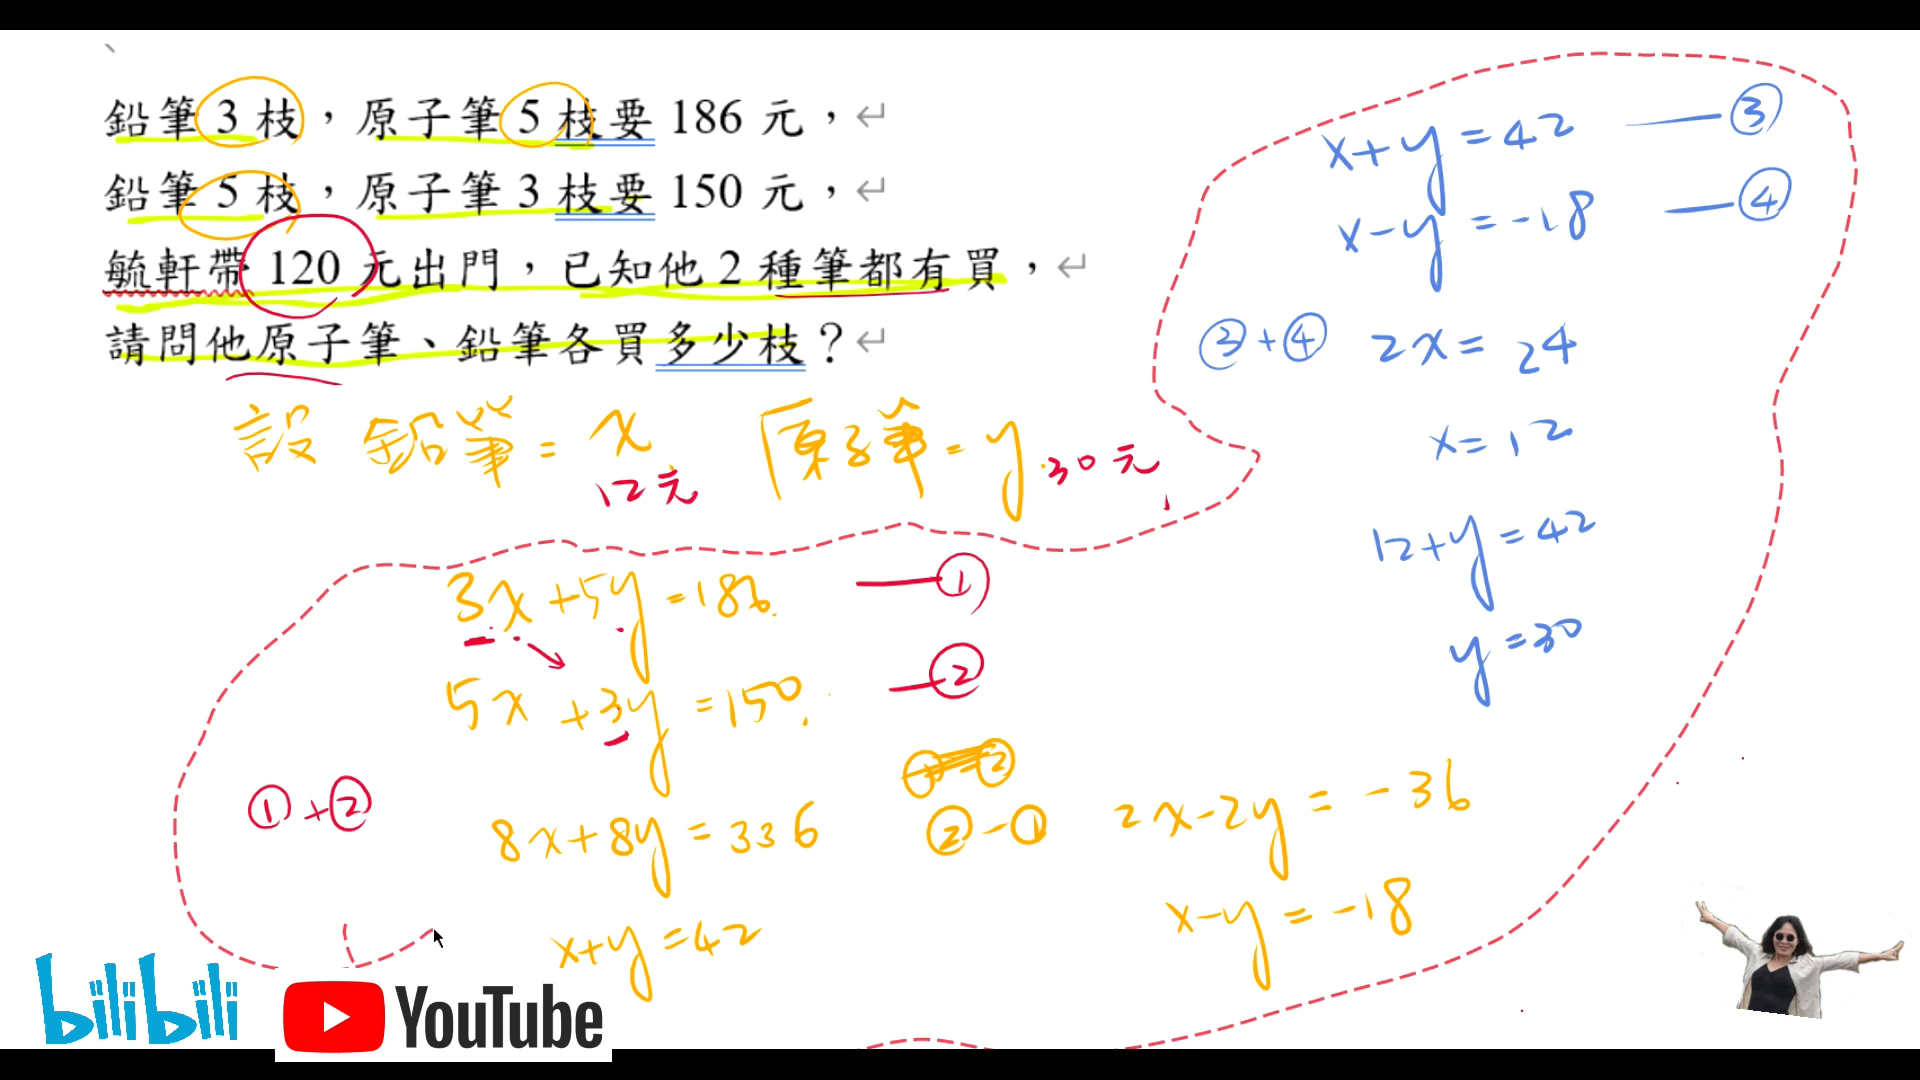 鉛筆 3 枝，原子筆 5 枝要 186 元，
鉛筆 5 枝，原子筆 3 枝要 150 元，
毓軒帶 120 元出門，已知他 2 種筆都有買，
請問他原子筆、鉛筆各買多少枝？
設 鉛筆 = x 原子筆 = y
12元 30元
3x+5y=186 —①
5x+3y=150 —②
①+②
8x+8y=336
x+y=42
②-①
2x-2y=-36
x-y=-18
x+y=42 —③
x-y=-18 —④
③+④ 2x=24
x=12
12+y=42
y=30
bilibili
YouTube